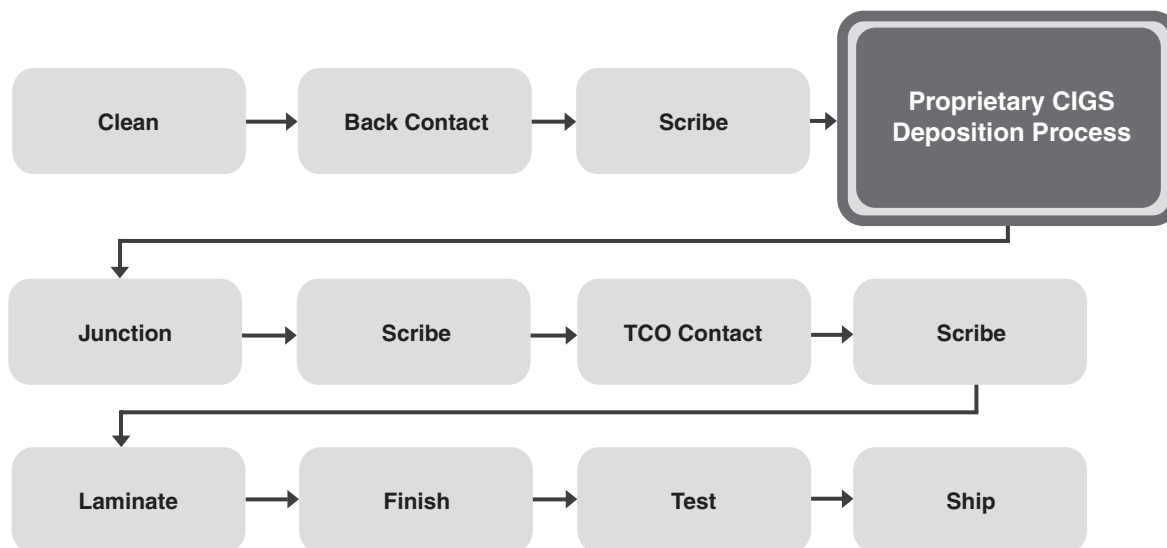 Clean
Back Contact
Scribe
Proprietary CIGS
Deposition Process
Junction
Scribe
TCO Contact
Scribe
Laminate
Finish
Test
Ship